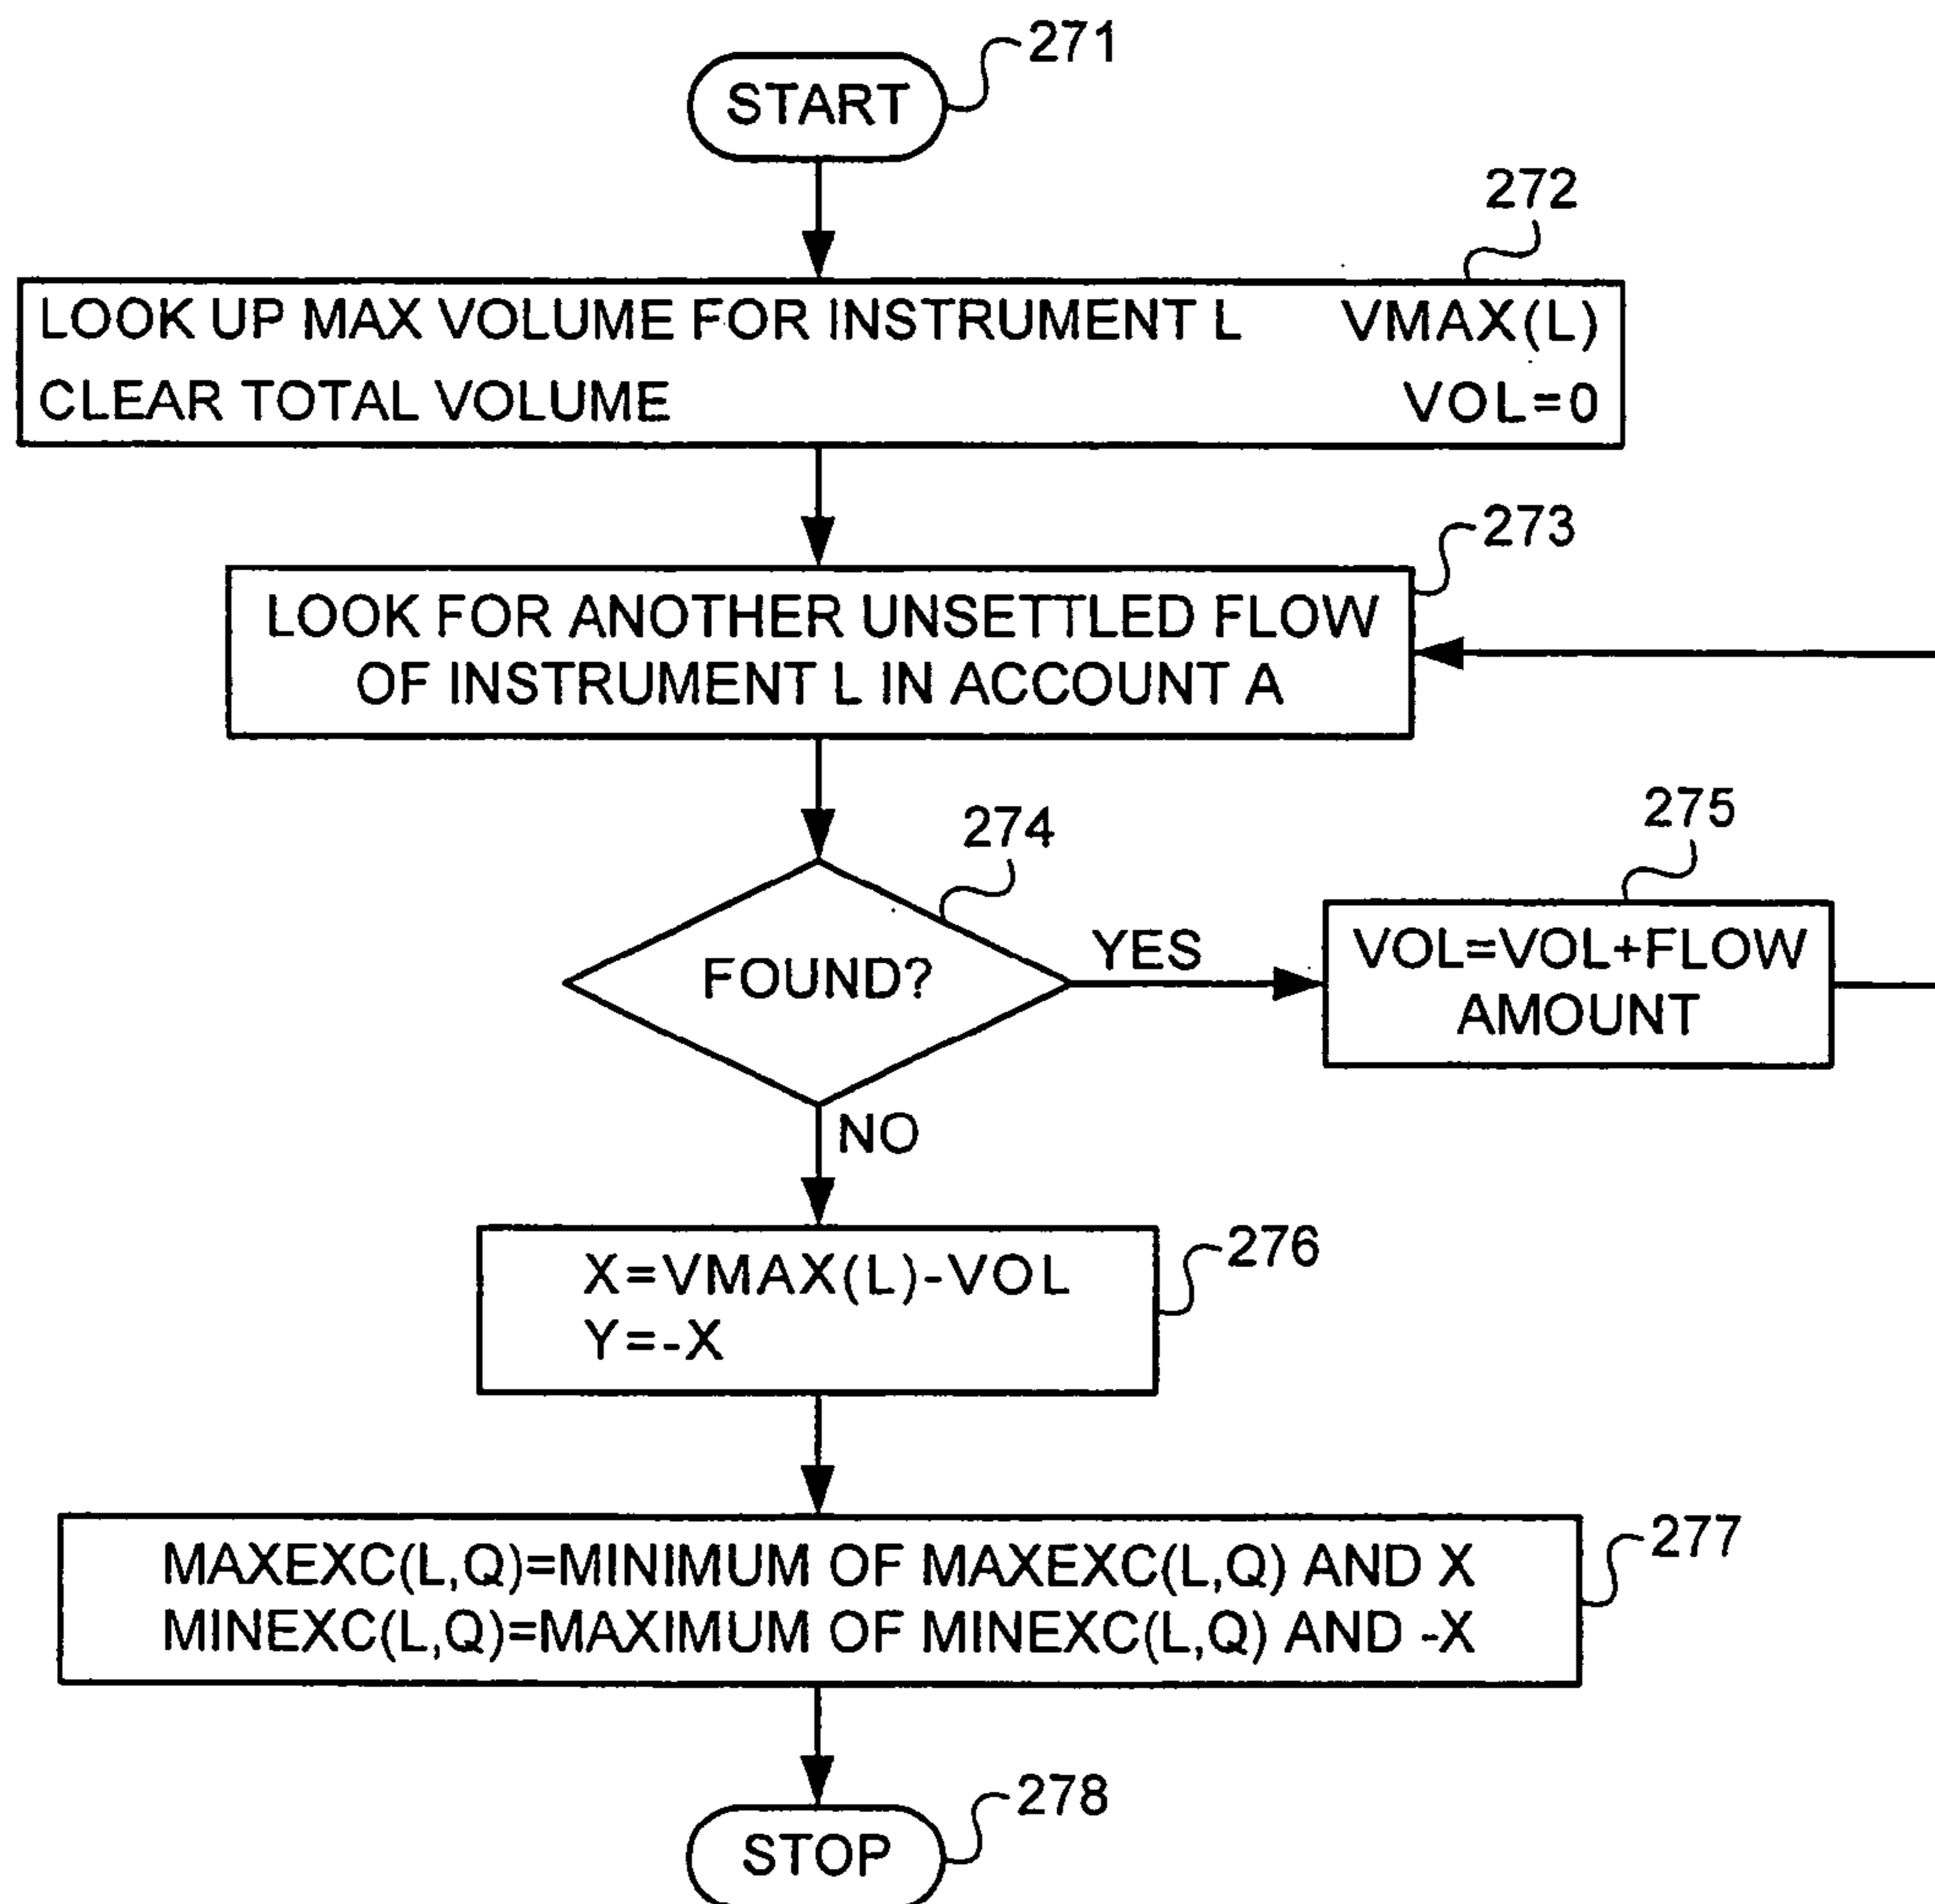 271
START
272
LOOK UP MAX VOLUME FOR INSTRUMENT L VMAX(L)
CLEAR TOTAL VOLUME VOL=0
273
LOOK FOR ANOTHER UNSETTLED FLOW
OF INSTRUMENT L IN ACCOUNT A
274
275
FOUND?
YES
VOL=VOL+FLOW
AMOUNT
NO
276
X=VMAX(L)-VOL
Y=-X
277
MAXEXC(L,Q)=MINIMUM OF MAXEXC(L,Q) AND X
MINEXC(L,Q)=MAXIMUM OF MINEXC(L,Q) AND -X
278
STOP